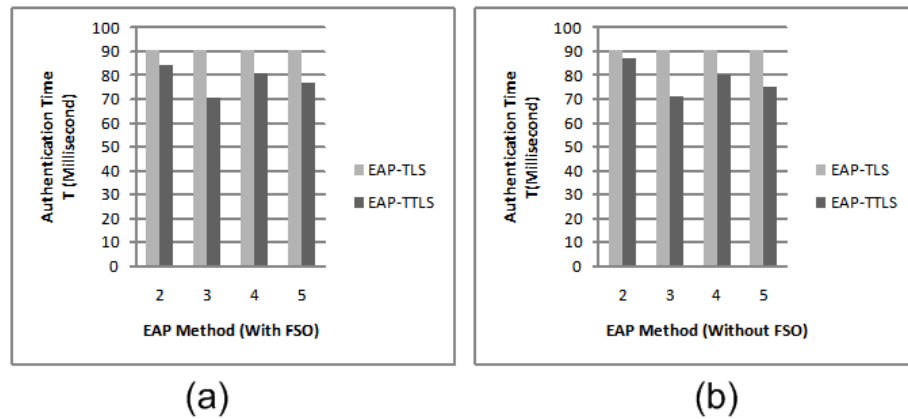 Authentication Time
T (Millisecond)
100
90
80
70
60
50
40
30
20
10
0
2 3 4 5
EAP Method (With FSO)
EAP-TLS
EAP-TTLS
(a)
Authentication Time
T(Millisecond)
100
90
80
70
60
50
40
30
20
10
0
2 3 4 5
EAP Method (Without FSO)
EAP-TLS
EAP-TTLS
(b)